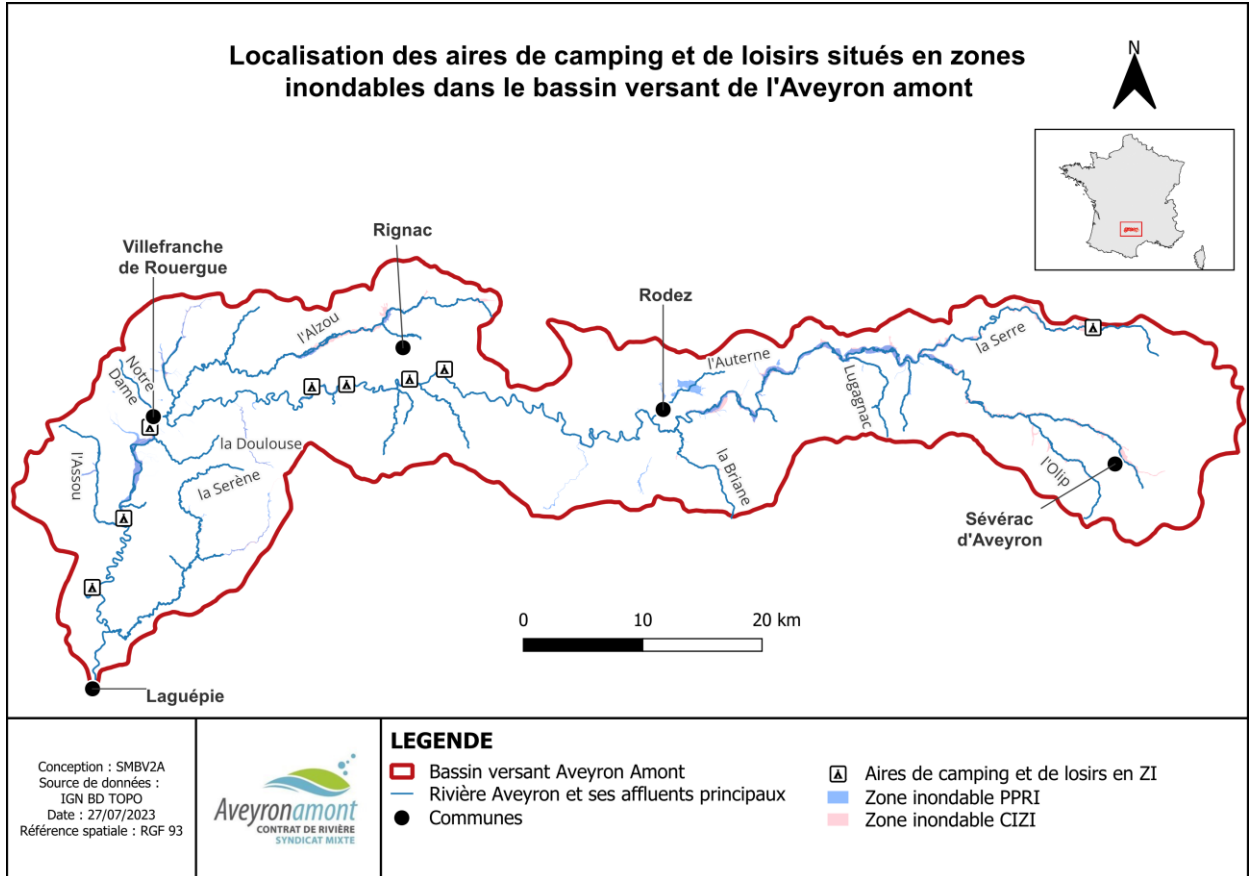 Localisation des aires de camping et de loisirs situés en zones
inondables dans le bassin versant de l'Aveyron amont
N
Villefranche
de Rouergue
Rignac
Rodez
l'Alzou
l'Auterne
la Serre
Notre
Dame
Lugagnac
la Doulouse
l'Assou
la Serène
la Briane
l'Olip
Sévérac
d'Aveyron
0 10 20 km
Laguépie
Conception : SMBV2A
Source de données :
IGN BD TOPO
Date : 27/07/2023
Référence spatiale : RGF 93
Aveyronamont
CONTRAT DE RIVIÈRE
SYNDICAT MIXTE
LEGENDE
Bassin versant Aveyron Amont
Rivière Aveyron et ses affluents principaux
Communes
Aires de camping et de losirs en ZI
Zone inondable PPRI
Zone inondable CIZI